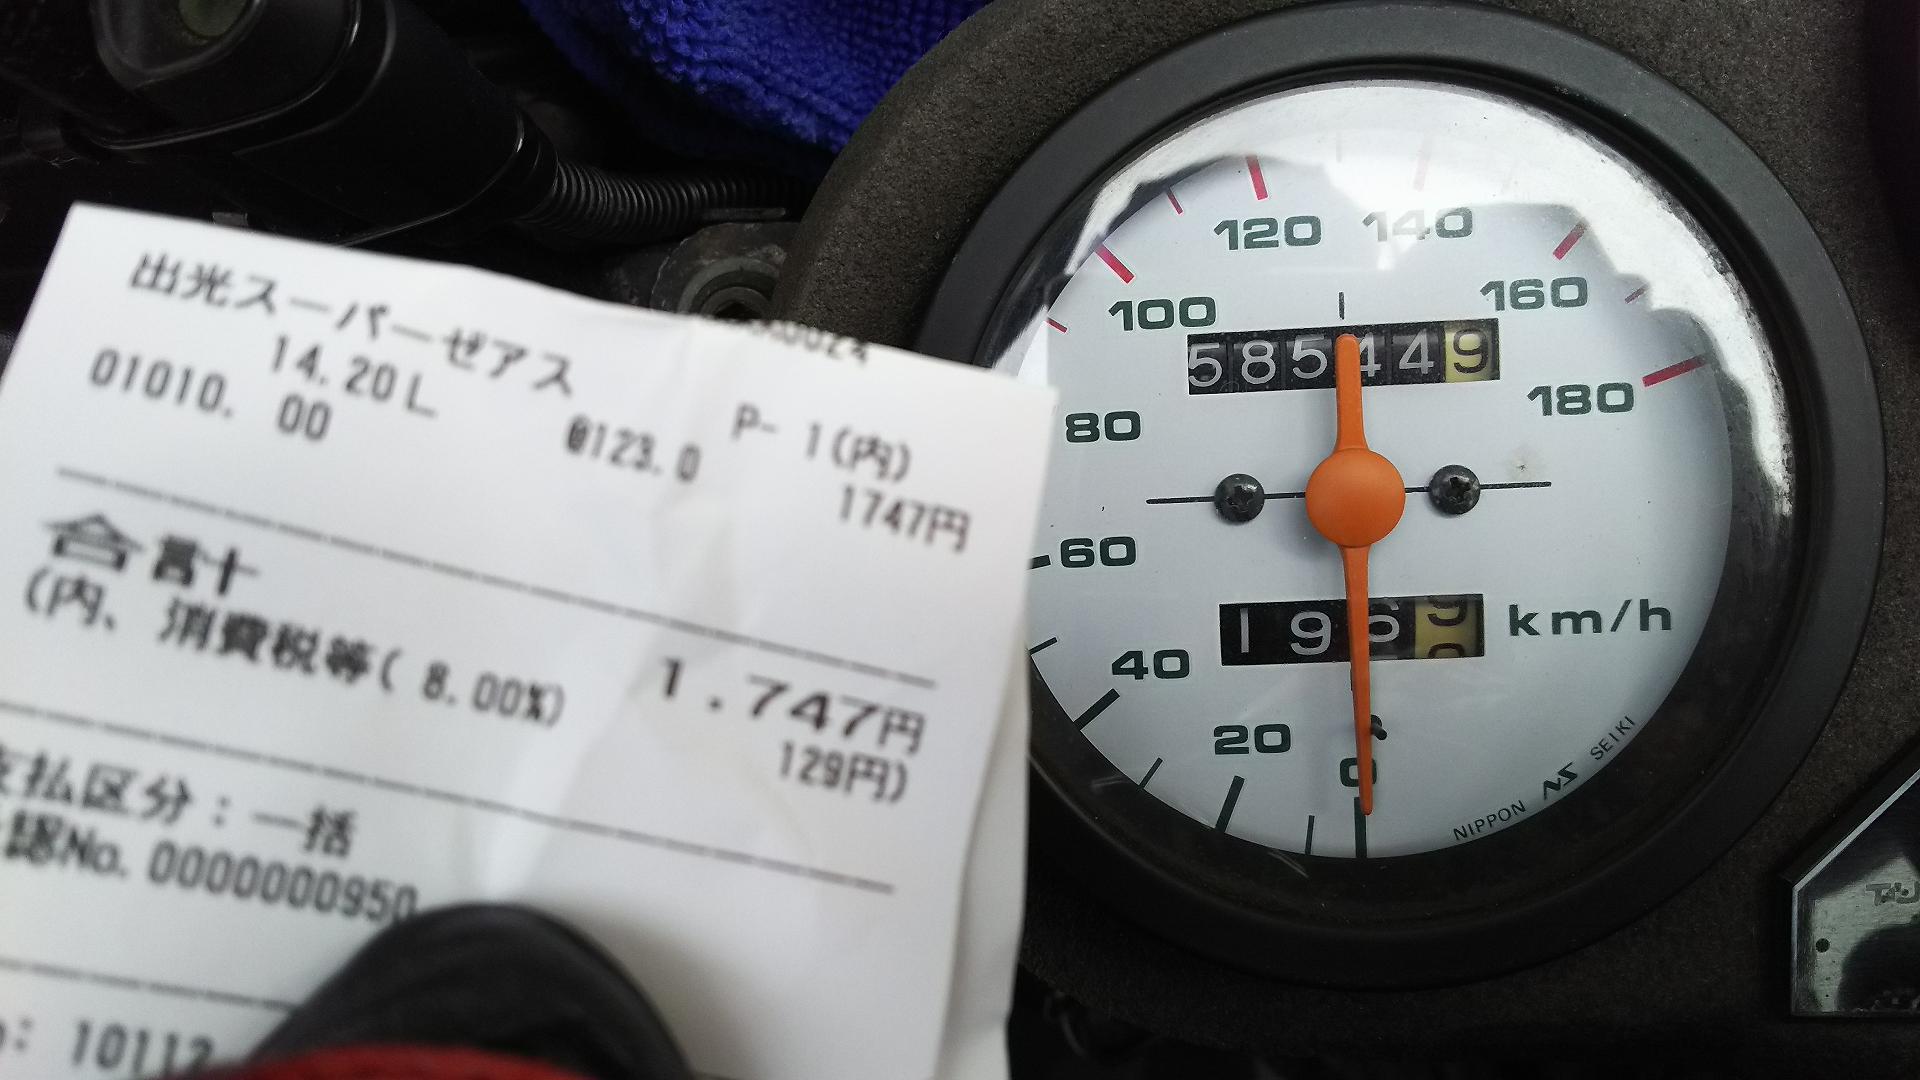 出光スーパーゼアス
14.20L
P- 1(内)
01010. 00
@123.0
1747円
合計
1.747円
(内、消費税等( 8.00%)
129円)
支払区分:一括
認No.0000000950
: 10112
120
140
100
160
585449
180
80
60
196
km/h
40
20
0
NIPPON NS SEIKI